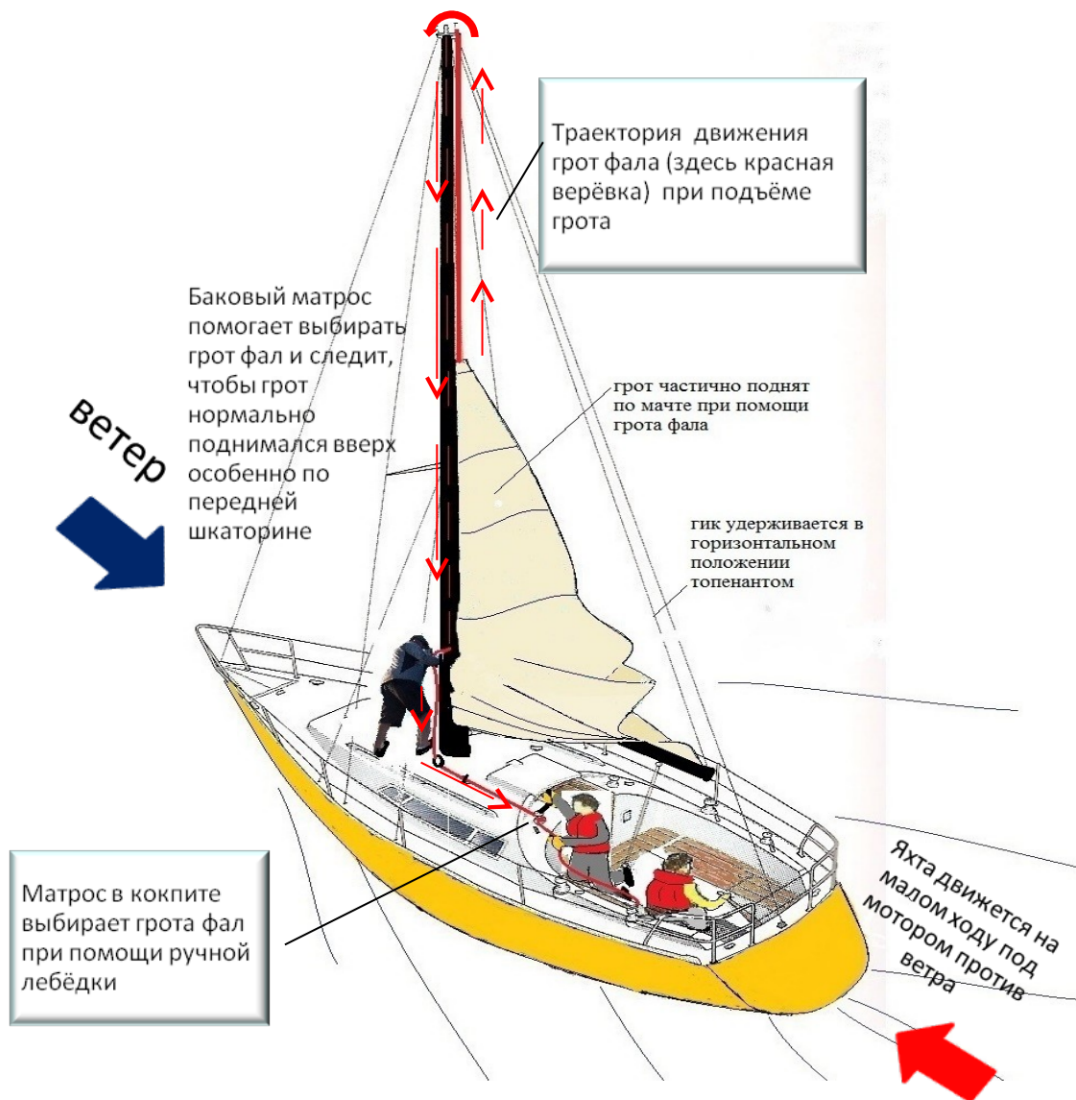 Траектория движения
грот фала (здесь красная
верёвка) при подъёме
грота
Баковый матрос
помогает выбирать
грот фал и следит,
чтобы грот
нормально
поднимался вверх
особенно по
передней
шкаторине
ветер
грот частично поднят
по мачте при помощи
грота фала
гик удерживается в
горизонтальном
положении
топенантом
Матрос в кокпите
выбирает грота фал
при помощи ручной
лебёдки
Яхта движется на
малом ходу под
мотором против
ветра